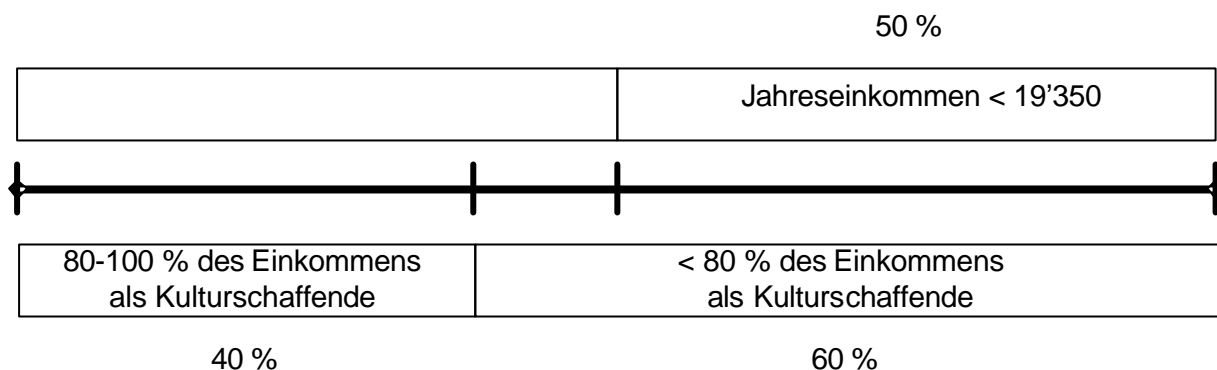 50 %
Jahreseinkommen < 19'350
80-100 % des Einkommens
als Kulturschaffende
< 80 % des Einkommens
als Kulturschaffende
40 %
60 %